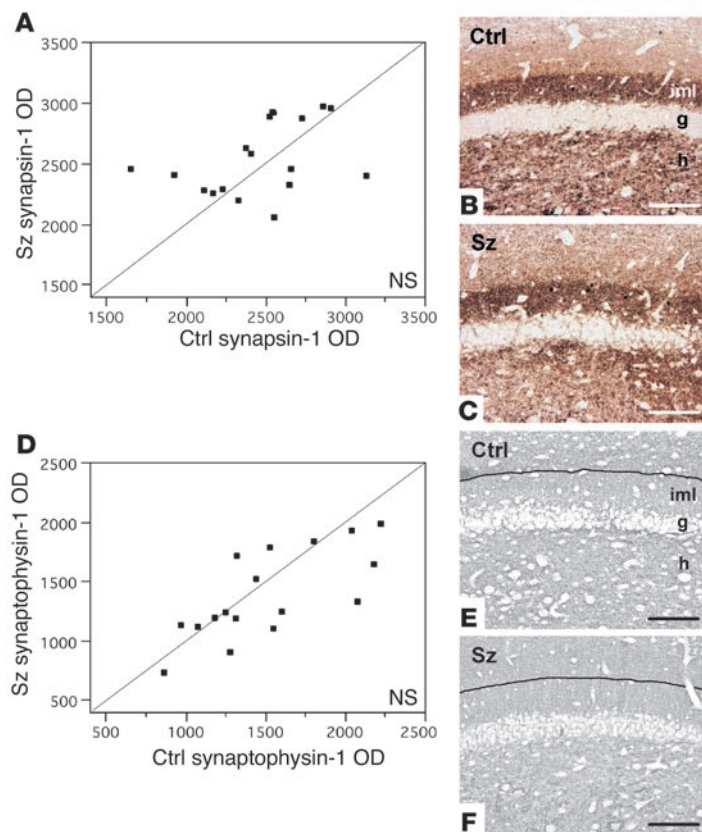 A
3500
3000
2500
2000
1500
1500 2000 2500 3000 3500
Sz synapsin-1 OD
Ctrl synapsin-1 OD
NS
Ctrl
iml
g
h
B
Sz
C
D
2500
2000
1500
1000
500
500 1000 1500 2000 2500
Sz synaptophysin-1 OD
Ctrl synaptophysin-1 OD
NS
Ctrl
iml
g
h
E
Sz
F